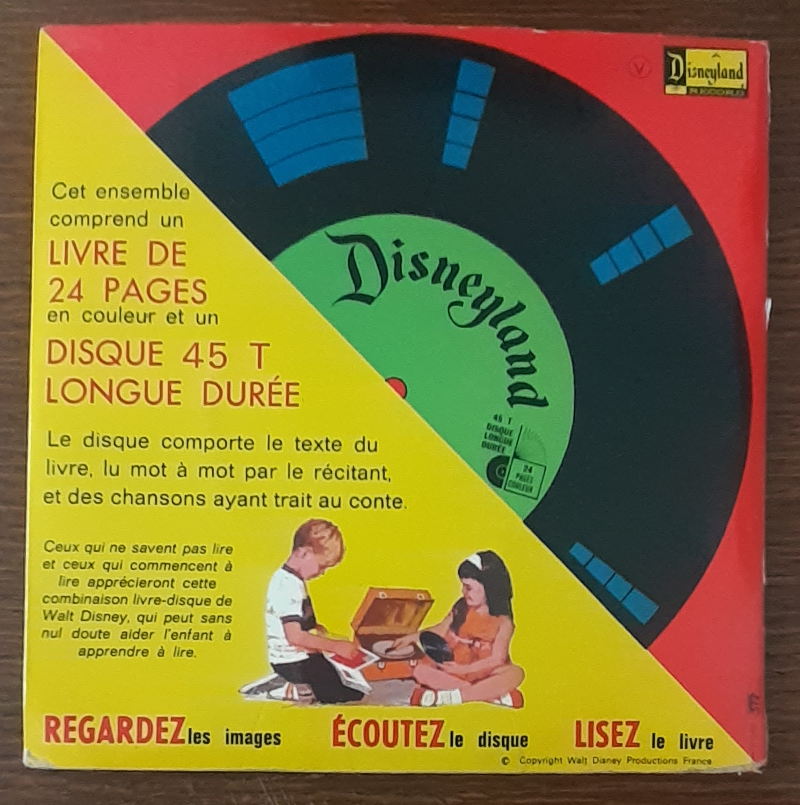 V
Disneyland
RECORD
Cet ensemble
comprend un
LIVRE DE
24 PAGES
en couleur et un
DISQUE 45 T
LONGUE DURÉE
Disneyland
45 T
DISQUE
LONGUE
DURÉE
24
PAGES
COULEUR
Le disque comporte le texte du
livre, lu mot à mot par le récitant,
et des chansons ayant trait au conte.
Ceux qui ne savent pas lire
et ceux qui commencent à
lire apprécieront cette
combinaison livre-disque de
Walt Disney, qui peut sans
nul doute aider l'enfant à
apprendre à lire.
REGARDEZ les images ÉCOUTEZ le disque LISEZ le livre
© Copyright Walt Disney Productions France